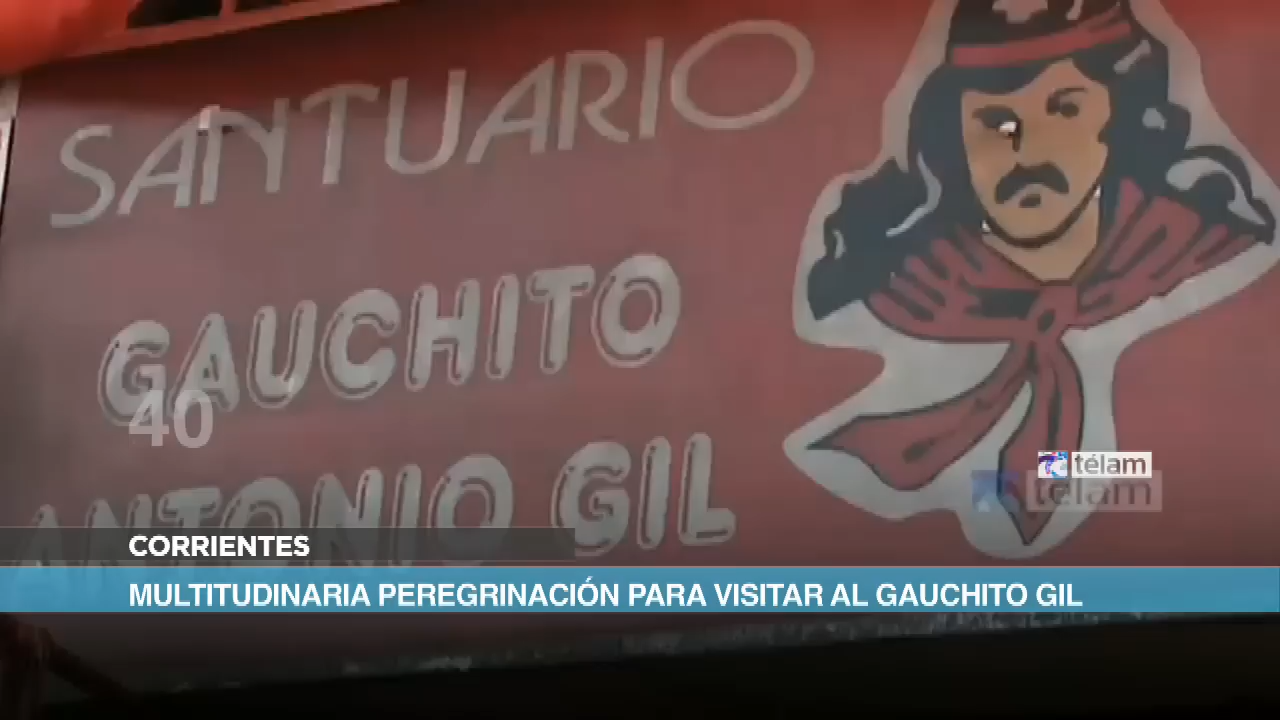 SANTUARIO
GAUCHITO
40
ANTONIO GIL
télam
télam
CORRIENTES
MULTITUDINARIA PEREGRINACIÓN PARA VISITAR AL GAUCHITO GIL